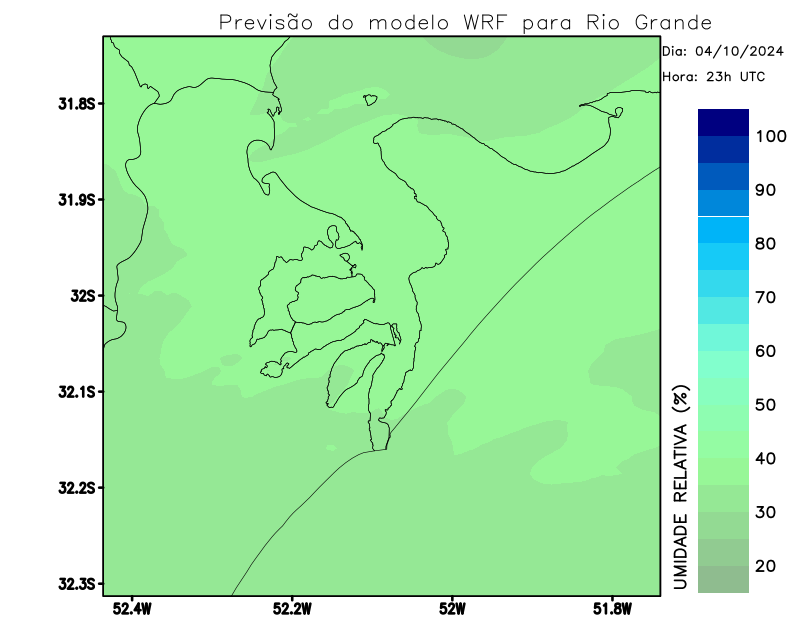 Previsão do modelo WRF para Rio Grande
Dia: 04/10/2024
Hora: 23h UTC
31.8S
31.9S
32S
32.1S
32.2S
32.3S
52.4W
52.2W
52W
51.8W
100
90
80
70
60
50
40
30
20
UMIDADE RELATIVA (%)